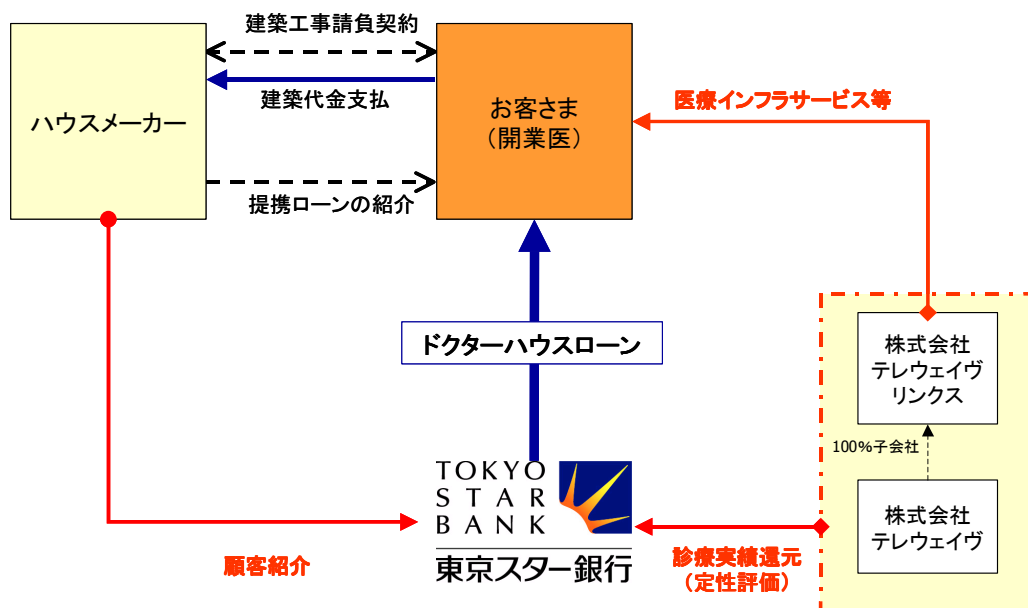 建築工事請負契約
建築代金支払
ハウスメーカー
お客さま
（開業医）
医療インフラサービス等
提携ローンの紹介
ドクターハウスローン
株式会社
テレウェイヴ
リンクス
100％子会社
株式会社
テレウェイヴ
TOKYO
STAR
BANK
東京スター銀行
顧客紹介
診療実績還元
（定性評価）